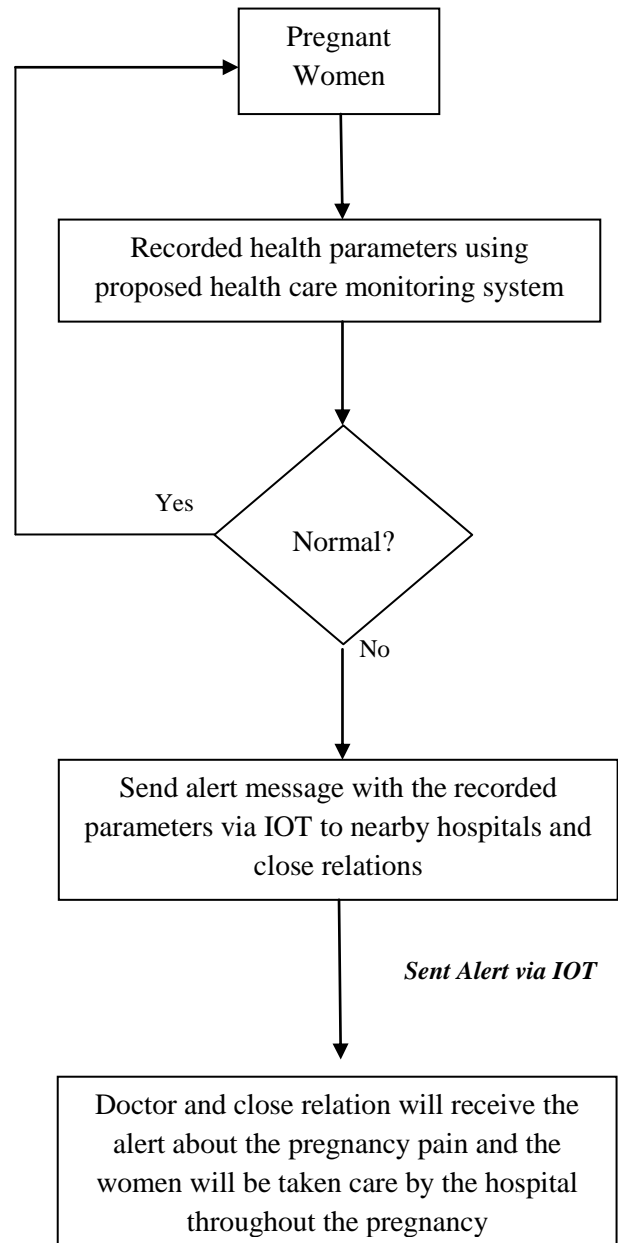 Pregnant
Women
Recorded health parameters using
proposed health care monitoring system
Yes
Normal?
No
Send alert message with the recorded
parameters via IOT to nearby hospitals and
close relations
Sent Alert via IOT
Doctor and close relation will receive the
alert about the pregnancy pain and the
women will be taken care by the hospital
throughout the pregnancy